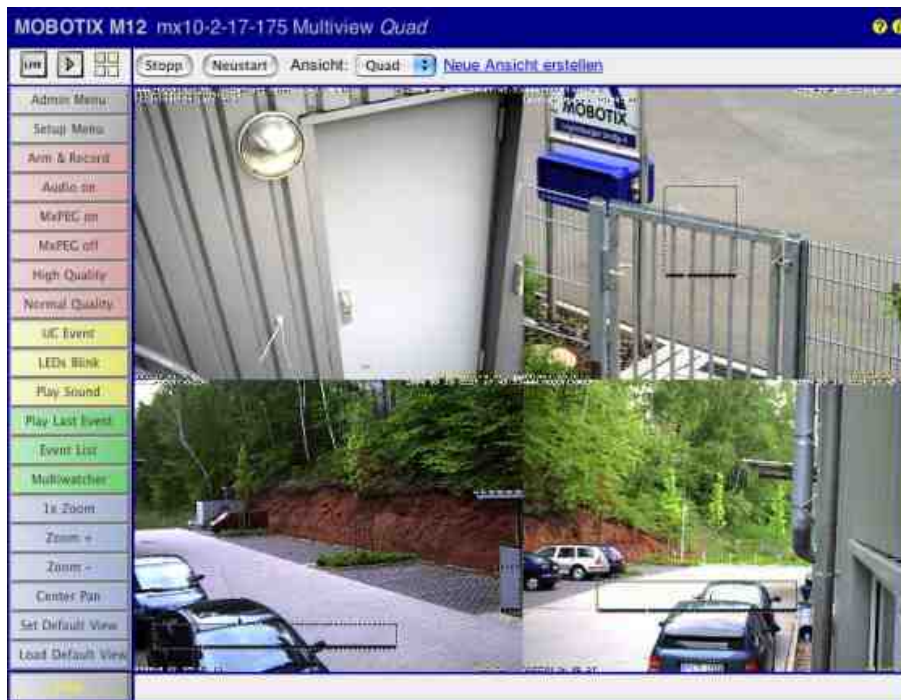 MOBOTIX M12 mx10-2-17-175 Multiview Quad
LIVE
Stopp Neustart Ansicht: Quad Neue Ansicht erstellen
Admin Menu
Setup Menu
Arm & Record
Audio on
MxPEG on
MxPEG off
High Quality
Normal Quality
UC Event
LEDs Blink
Play Sound
Play Last Event
Event List
Multiwatcher
1x Zoom
Zoom +
Zoom -
Center Pan
Set Default View
Load Default View
MOBOTIX